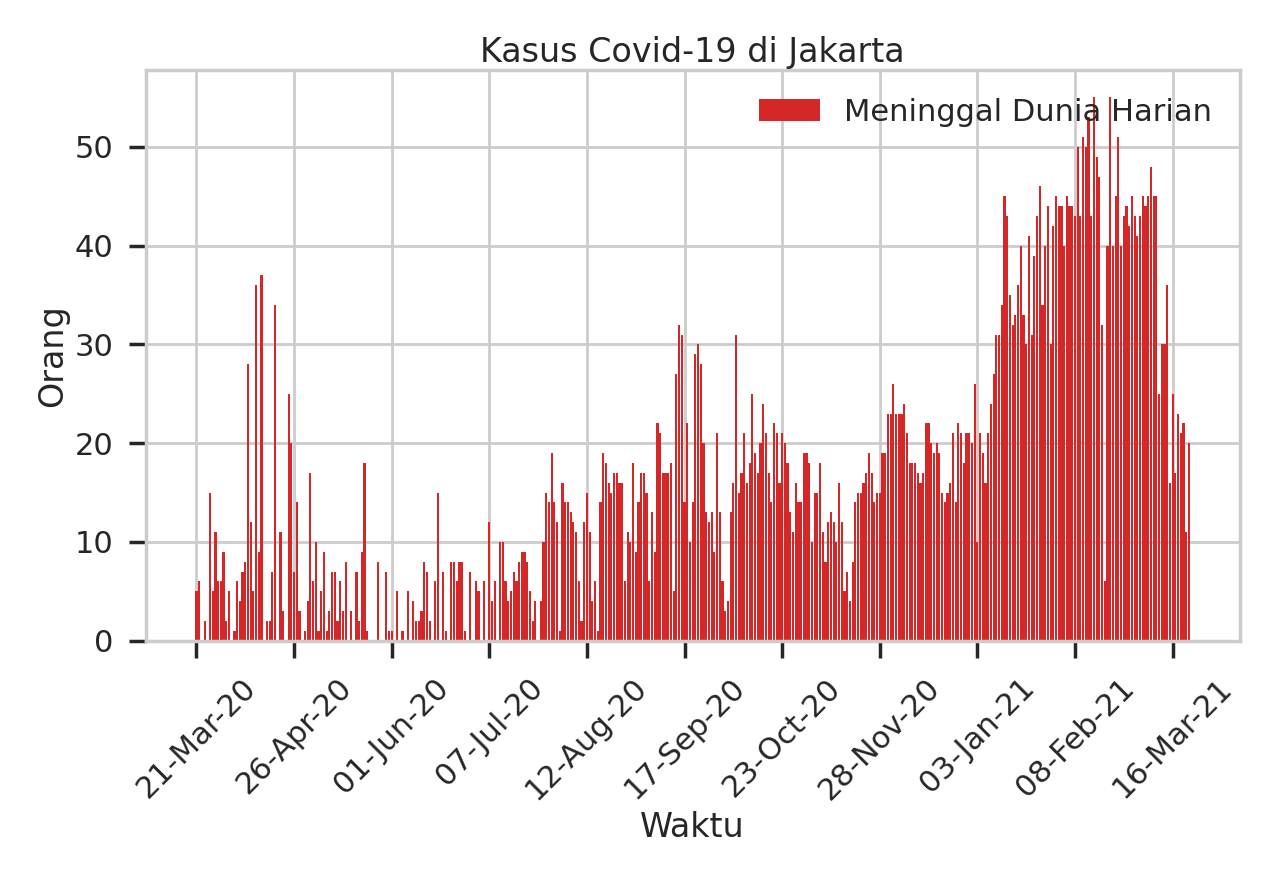 Kasus Covid-19 di Jakarta
Meninggal Dunia Harian
Orang
50
40
30
20
10
0
21-Mar-20
26-Apr-20
01-Jun-20
07-Jul-20
12-Aug-20
17-Sep-20
23-Oct-20
28-Nov-20
03-Jan-21
08-Feb-21
16-Mar-21
Waktu